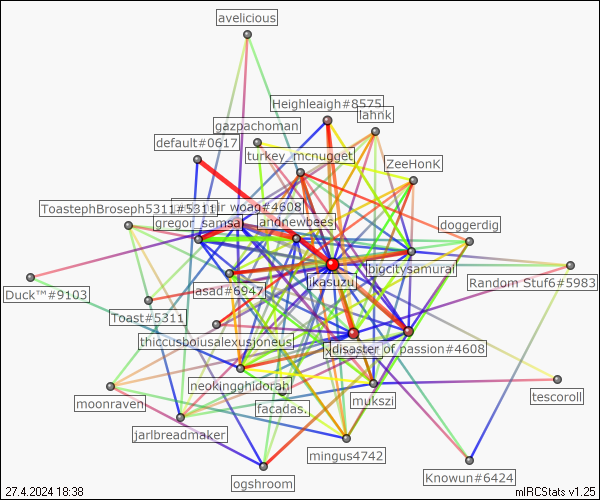 avelicious
Heighleigh#8575
lahnk
gazpachoman
default#0617
turkey_mcnugget
ZeeHonK
ToastephBroseph5311#5311
woag#4608
gregor_samsa
andnewbees
doggerdig
bigcitysamurai
jasad#6947
ikasuzu
Random Stuf6#5983
Duck™#9103
Toast#5311
thiccusboiusalexusjoneus
disaster of passion#4608
neokingghidorah
mukszi
tescoroll
moonraven
facadas.
jarlbreadmaker
mingus4742
ogshroom
Knowun#6424
27.4.2024 18:38
mIRCStats v1.25